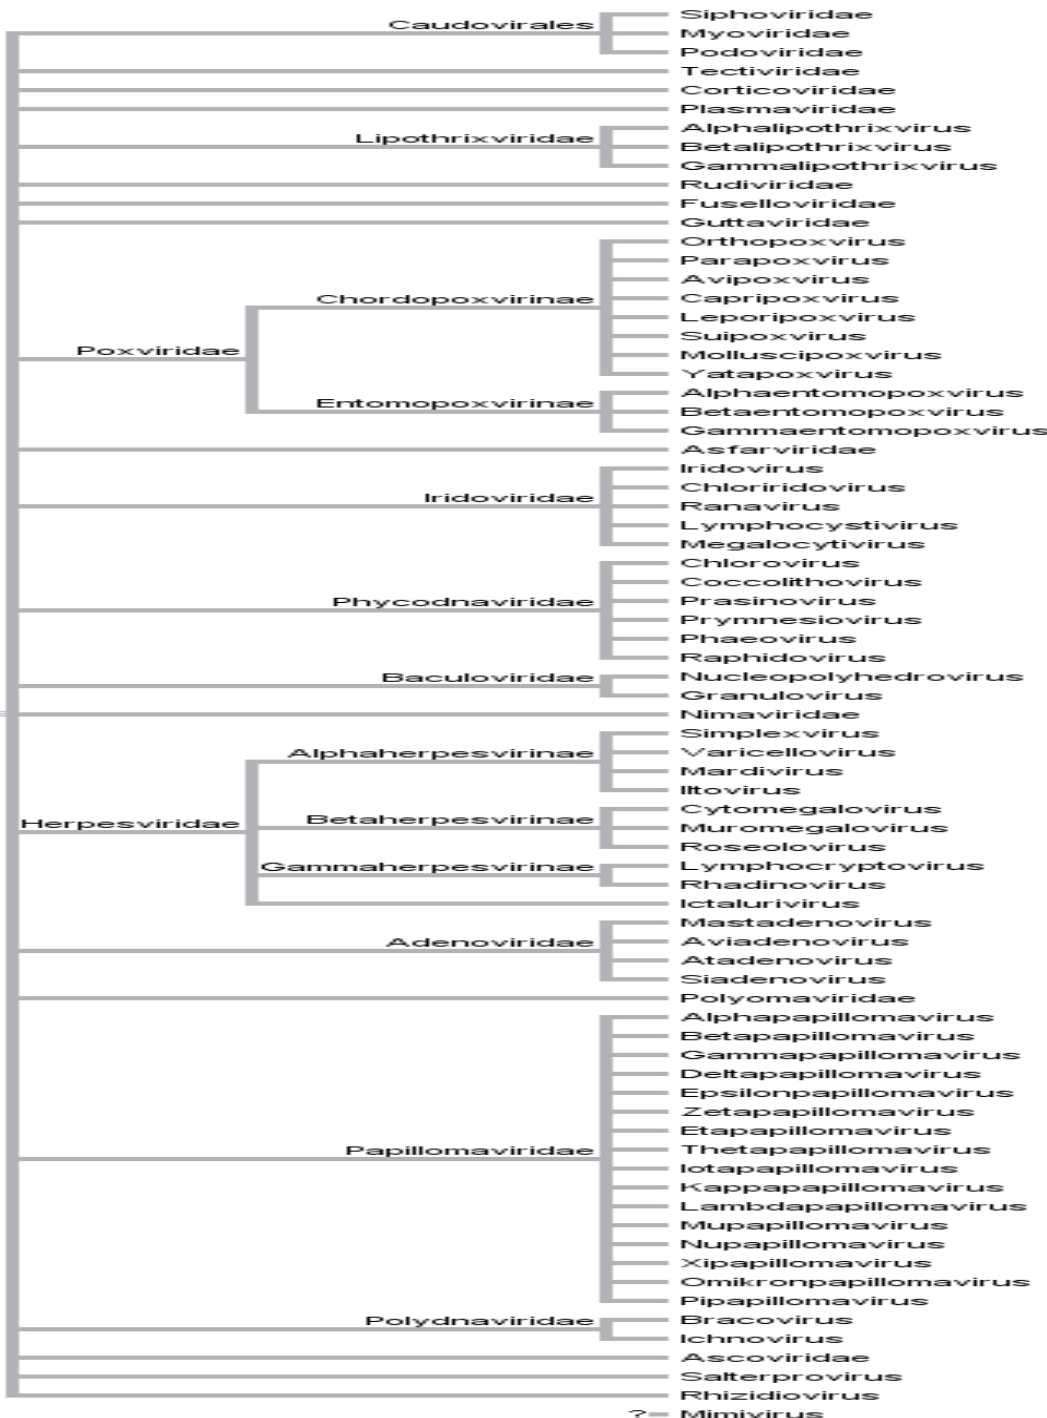 Caudovirales
Siphoviridae
Myoviridae
Podoviridae
Tectiviridae
Corticoviridae
Plasmaviridae
Lipothrixviridae
Alphalipothrixvirus
Betalipothrixvirus
Gammalipothrixvirus
Rudiviridae
Fuselloviridae
Guttaviridae
Poxviridae
Chordopoxvirinae
Orthopoxvirus
Parapoxvirus
Avipoxvirus
Capripoxvirus
Leporipoxvirus
Suipoxvirus
Molluscipoxvirus
Yatapoxvirus
Entomopoxvirinae
Alphaentomopoxvirus
Betaentomopoxvirus
Gammaentomopoxvirus
Asfarviridae
Iridoviridae
Iridovirus
Chloriridovirus
Ranavirus
Lymphocystivirus
Megalocytivirus
Phycodnaviridae
Chlorovirus
Coccolithovirus
Prasinovirus
Prymnesiovirus
Phaeovirus
Raphidovirus
Baculoviridae
Nucleopolyhedrovirus
Granulovirus
Nimaviridae
Herpesviridae
Alphaherpesvirinae
Simplexvirus
Varicellovirus
Mardivirus
Iltovirus
Betaherpesvirinae
Cytomegalovirus
Muromegalovirus
Roseolovirus
Gammaherpesvirinae
Lymphocryptovirus
Rhadinovirus
Ictalurivirus
Adenoviridae
Mastadenovirus
Aviadenovirus
Atadenovirus
Siadenovirus
Polyomaviridae
Papillomaviridae
Alphapapillomavirus
Betapapillomavirus
Gammapapillomavirus
Deltapapillomavirus
Epsilonpapillomavirus
Zetapapillomavirus
Etapapillomavirus
Thetapapillomavirus
Iotapapillomavirus
Kappapapillomavirus
Lambdapapillomavirus
Mupapillomavirus
Nupapillomavirus
Xipapillomavirus
Omikronpapillomavirus
Pipapillomavirus
Polydnaviridae
Bracovirus
Ichnovirus
Ascoviridae
Salterprovirus
Rhizidiovirus
? Mimivirus